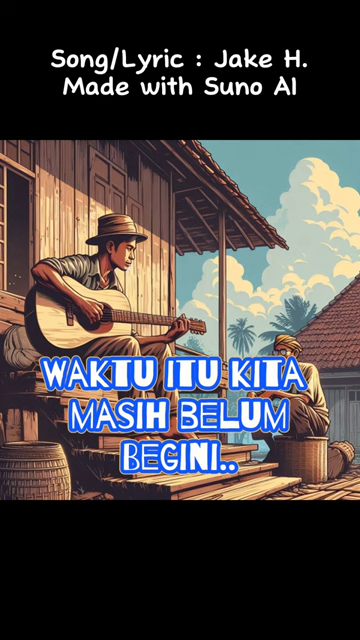 Song/Lyric : Jake H.
Made with Suno AI
WAKTU ITU KITA
MASIH BELUM
BEGINI..